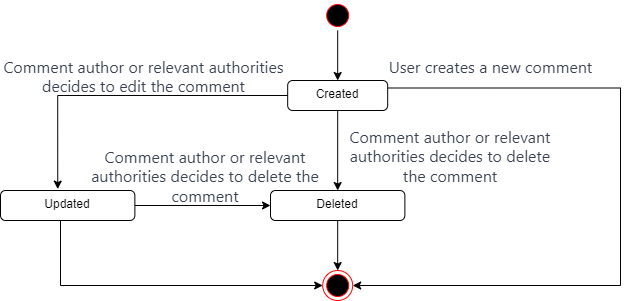 Comment author or relevant authorities
decides to edit the comment
User creates a new comment
Created
Comment author or relevant
authorities decides to delete
the comment
Comment author or relevant
authorities decides to delete the
comment
Updated
Deleted